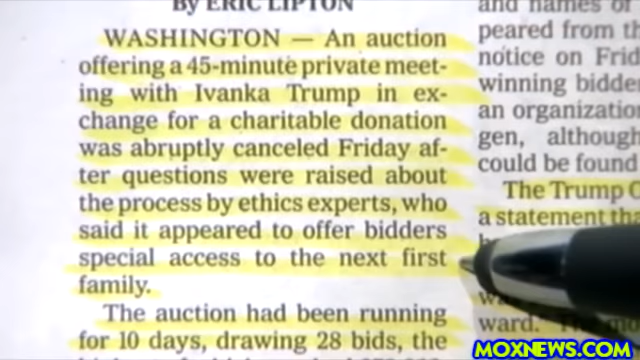 By ERIC LIPTON
WASHINGTON — An auction
offering a 45-minute private meet-
ing with Ivanka Trump in ex-
change for a charitable donation
was abruptly canceled Friday af-
ter questions were raised about
the process by ethics experts, who
said it appeared to offer bidders
special access to the next first
family.
The auction had been running
for 10 days, drawing 28 bids, the
and names of
peared from th
notice on Frid
winning bidde
an organizatio
gen, although
could be found
The Trump
a statement tha
ward.
MOXNEWS.COM